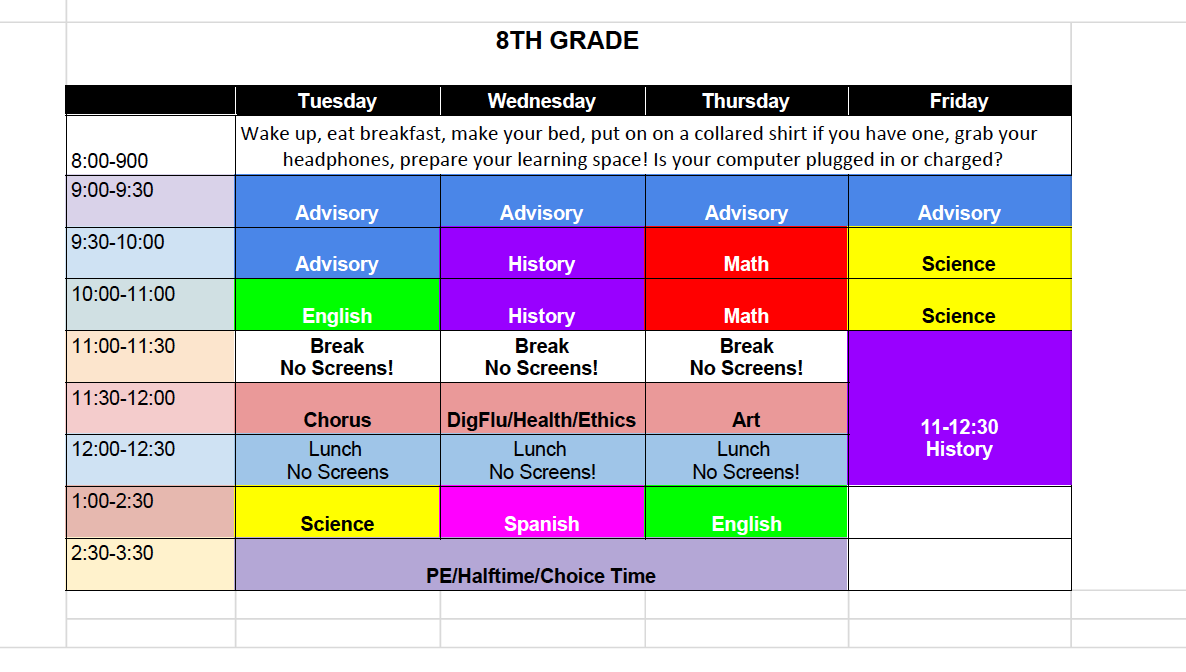 8TH GRADE
Tuesday Wednesday Thursday Friday
Wake up, eat breakfast, make your bed, put on on a collared shirt if you have one, grab your
8:00-900 headphones, prepare your learning space! Is your computer plugged in or charged?
9:00-9:30
Advisory Advisory Advisory Advisory
9:30-10:00
Advisory History Math Science
10:00-11:00
English History Math Science
11:00-11:30 Break Break Break
No Screens! No Screens! No Screens!
11:30-12:00
Chorus DigFlu/Health/Ethics Art 11-12:30
12:00-12:30 Lunch Lunch Lunch History
No Screens No Screens! No Screens!
1:00-2:30
Science Spanish English
2:30-3:30
PE/Halftime/Choice Time